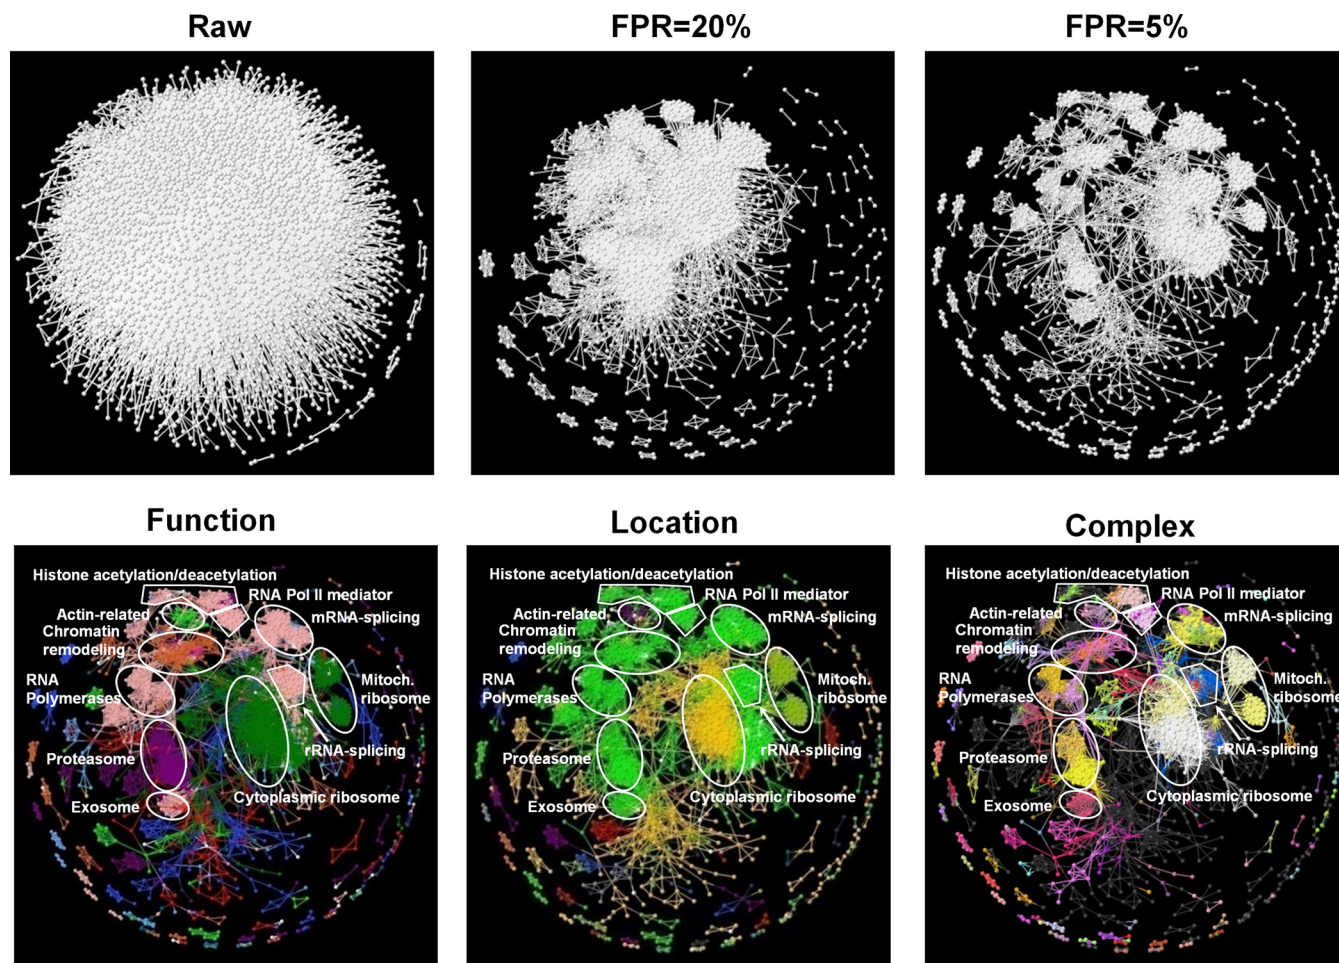 Raw
FPR=20%
FPR=5%
Function
Location
Complex
Histone acetylation/deacetylation
RNA Pol II mediator
Actin-related
mRNA-splicing
Chromatin
remodeling
RNA
Polymerases
Mitoch.
ribosome
Proteasome
rRNA-splicing
Exosome
Cytoplasmic ribosome
Histone acetylation/deacetylation
RNA Pol II mediator
Actin-related
mRNA-splicing
Chromatin
remodeling
RNA
Polymerases
Mitoch.
ribosome
Proteasome
rRNA-splicing
Exosome
Cytoplasmic ribosome
Histone acetylation/deacetylation
RNA Pol II mediator
Actin-related
mRNA-splicing
Chromatin
remodeling
RNA
Polymerases
Mitoch.
ribosome
Proteasome
rRNA-splicing
Exosome
Cytoplasmic ribosome